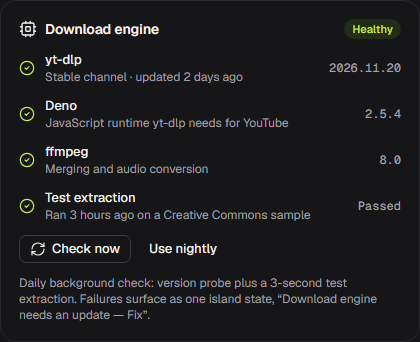 Download engine
Healthy
yt-dlp
Stable channel · updated 2 days ago
2026.11.20
Deno
JavaScript runtime yt-dlp needs for YouTube
2.5.4
ffmpeg
Merging and audio conversion
8.0
Test extraction
Ran 3 hours ago on a Creative Commons sample
Passed
Check now
Use nightly
Daily background check: version probe plus a 3-second test
extraction. Failures surface as one island state, “Download engine
needs an update — Fix”.